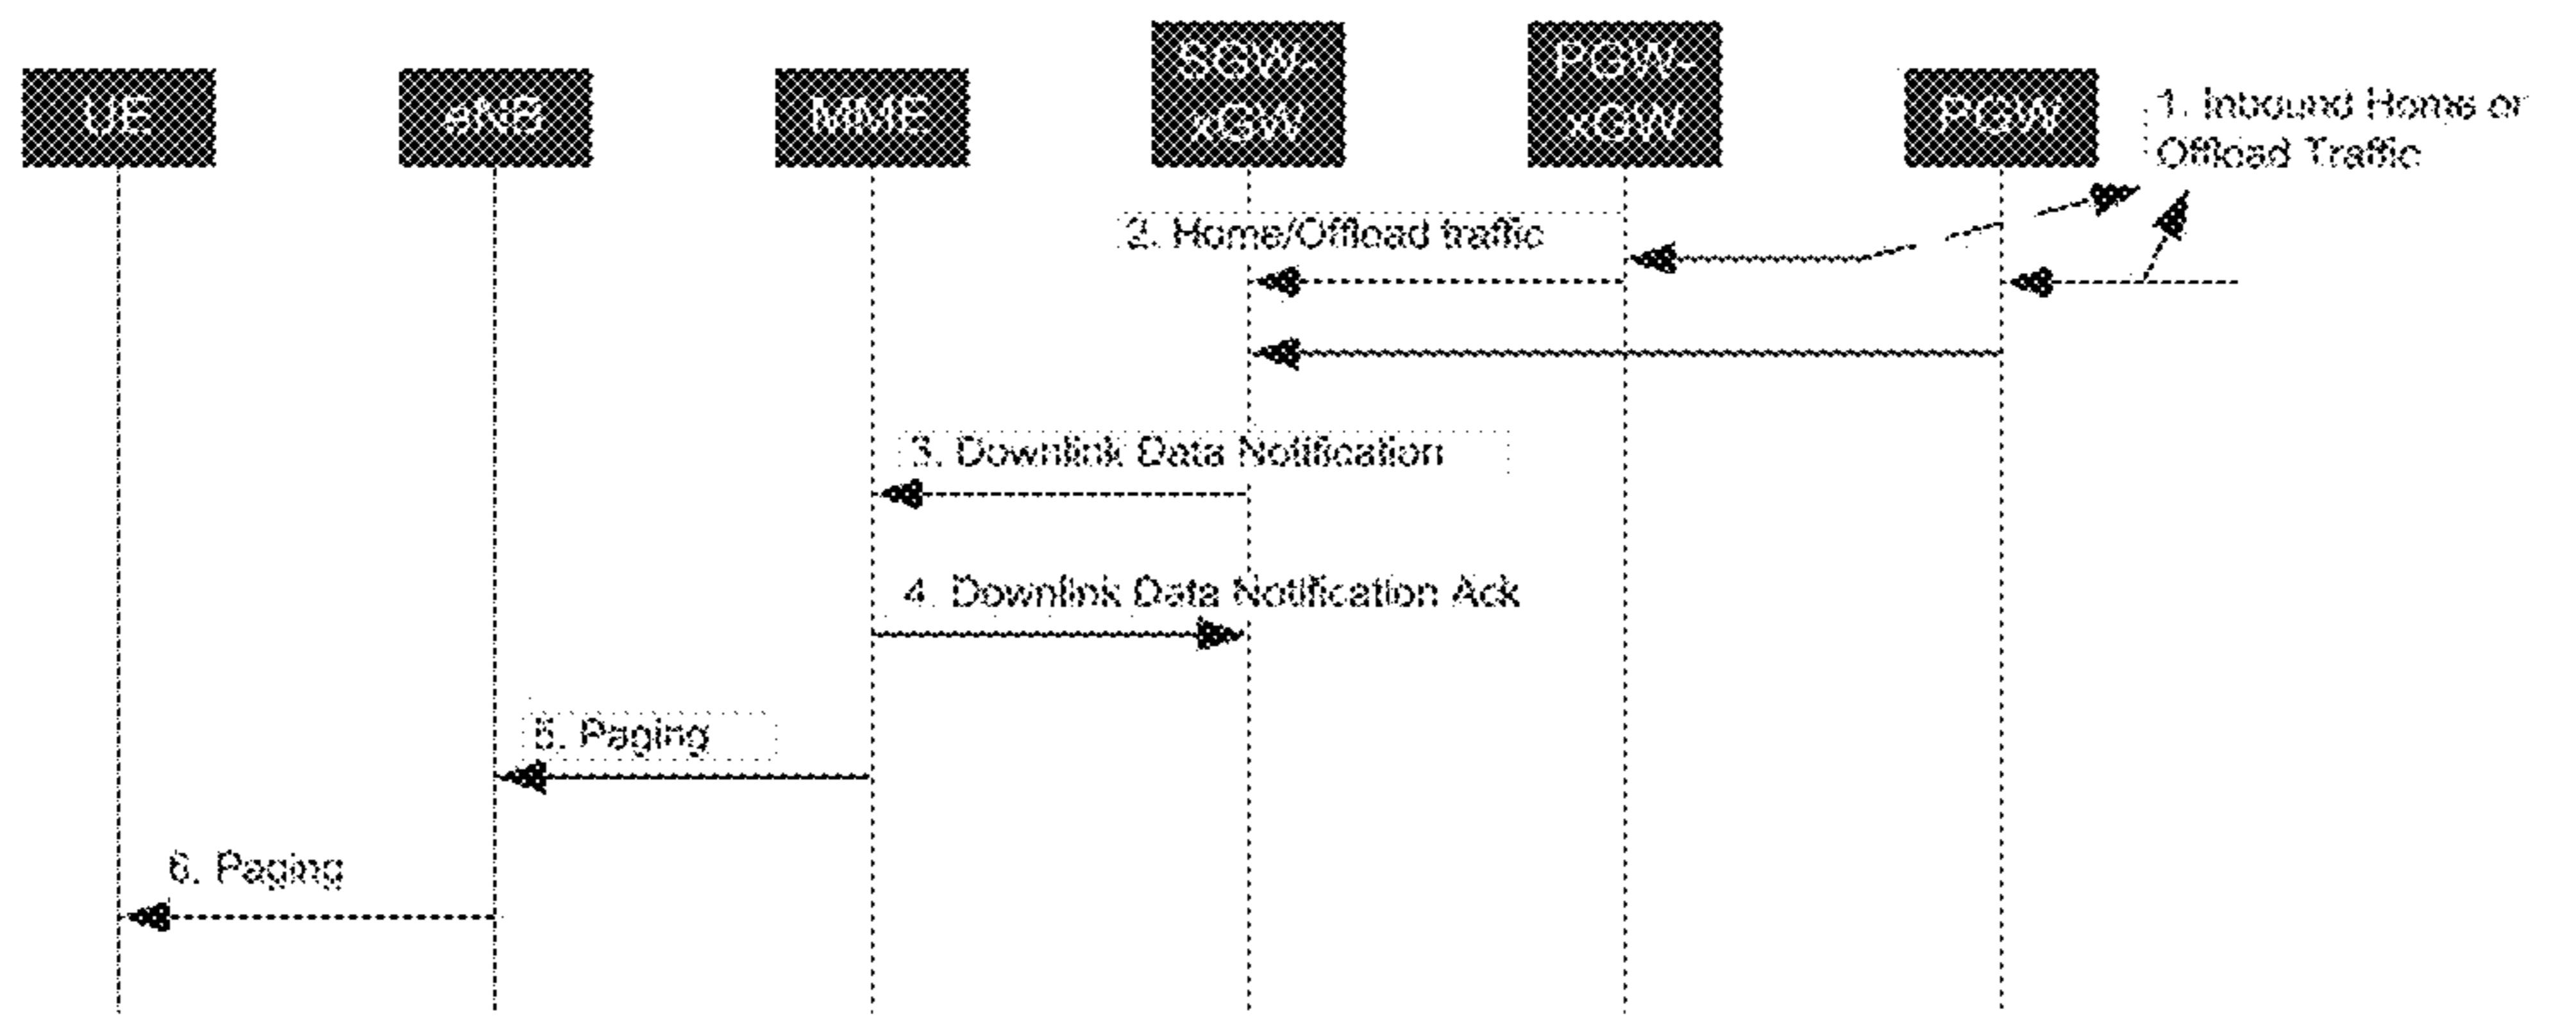 UE
eNB
MME
SGW-
xGW
PGW-
xGW
PGW
1. Inbound Home or
Offload Traffic
2. Home/Offload traffic
3. Downlink Data Notification
4. Downlink Data Notification Ack
5. Paging
6. Paging